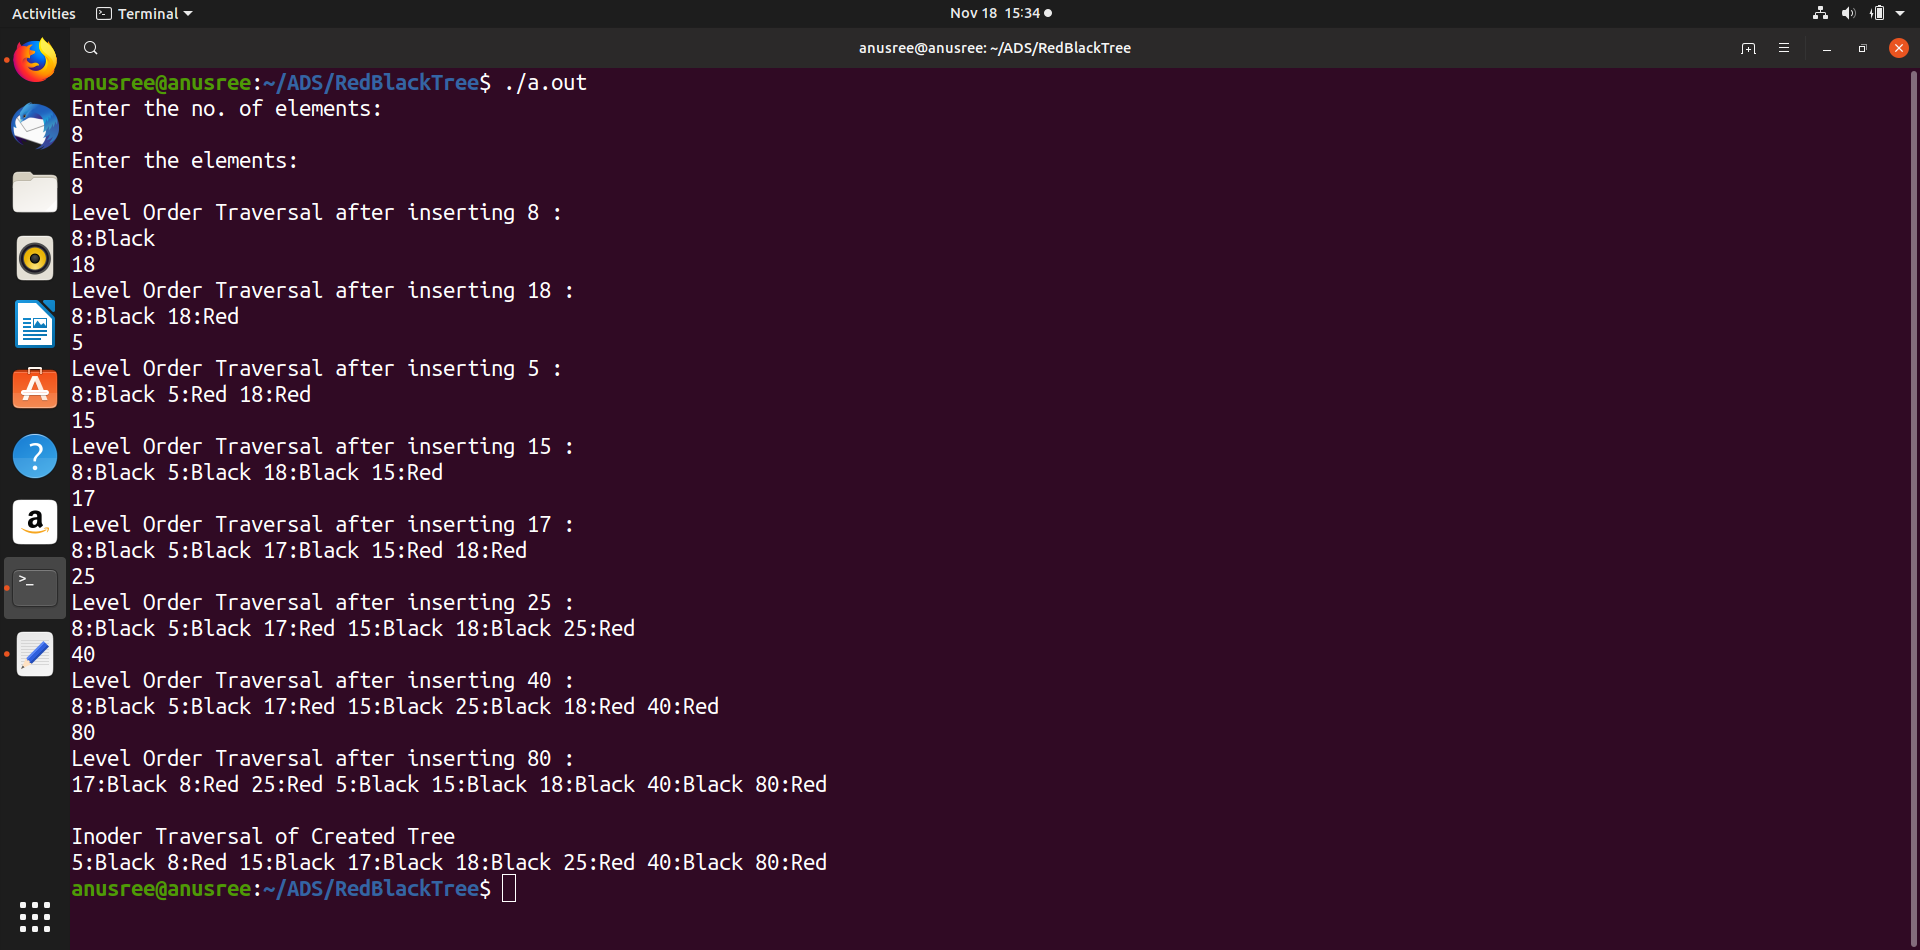 Activities Terminal Nov 18 15:34
anusree@anusree: ~/ADS/RedBlackTree
anusree@anusree:~/ADS/RedBlackTree$ ./a.out
Enter the no. of elements:
8
Enter the elements:
8
Level Order Traversal after inserting 8 :
8:Black
18
Level Order Traversal after inserting 18 :
8:Black 18:Red
5
Level Order Traversal after inserting 5 :
8:Black 5:Red 18:Red
15
Level Order Traversal after inserting 15 :
8:Black 5:Black 18:Black 15:Red
17
Level Order Traversal after inserting 17 :
8:Black 5:Black 17:Black 15:Red 18:Red
25
Level Order Traversal after inserting 25 :
8:Black 5:Black 17:Red 15:Black 18:Black 25:Red
40
Level Order Traversal after inserting 40 :
8:Black 5:Black 17:Red 15:Black 25:Black 18:Red 40:Red
80
Level Order Traversal after inserting 80 :
17:Black 8:Red 25:Red 5:Black 15:Black 18:Black 40:Black 80:Red
Inoder Traversal of Created Tree
5:Black 8:Red 15:Black 17:Black 18:Black 25:Red 40:Black 80:Red
anusree@anusree:~/ADS/RedBlackTree$